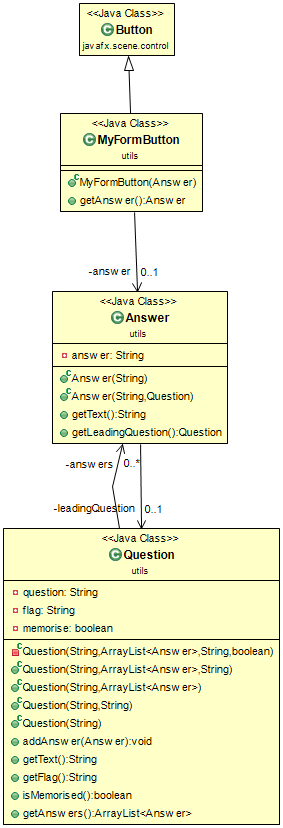 <<Java Class>>
Button
javafx.scene.control
<<Java Class>>
MyFormButton
utils
MyFormButton(Answer)
getAnswer():Answer
-answer 0..1
<<Java Class>>
Answer
utils
answer: String
Answer(String)
Answer(String,Question)
getText():String
getLeadingQuestion():Question
-answers 0..*
-leadingQuestion 0..1
<<Java Class>>
Question
utils
question: String
flag: String
memorise: boolean
Question(String,ArrayList<Answer>,String,boolean)
Question(String,ArrayList<Answer>,String)
Question(String,ArrayList<Answer>)
Question(String,String)
Question(String)
addAnswer(Answer):void
getText():String
getFlag():String
isMemorised():boolean
getAnswers():ArrayList<Answer>